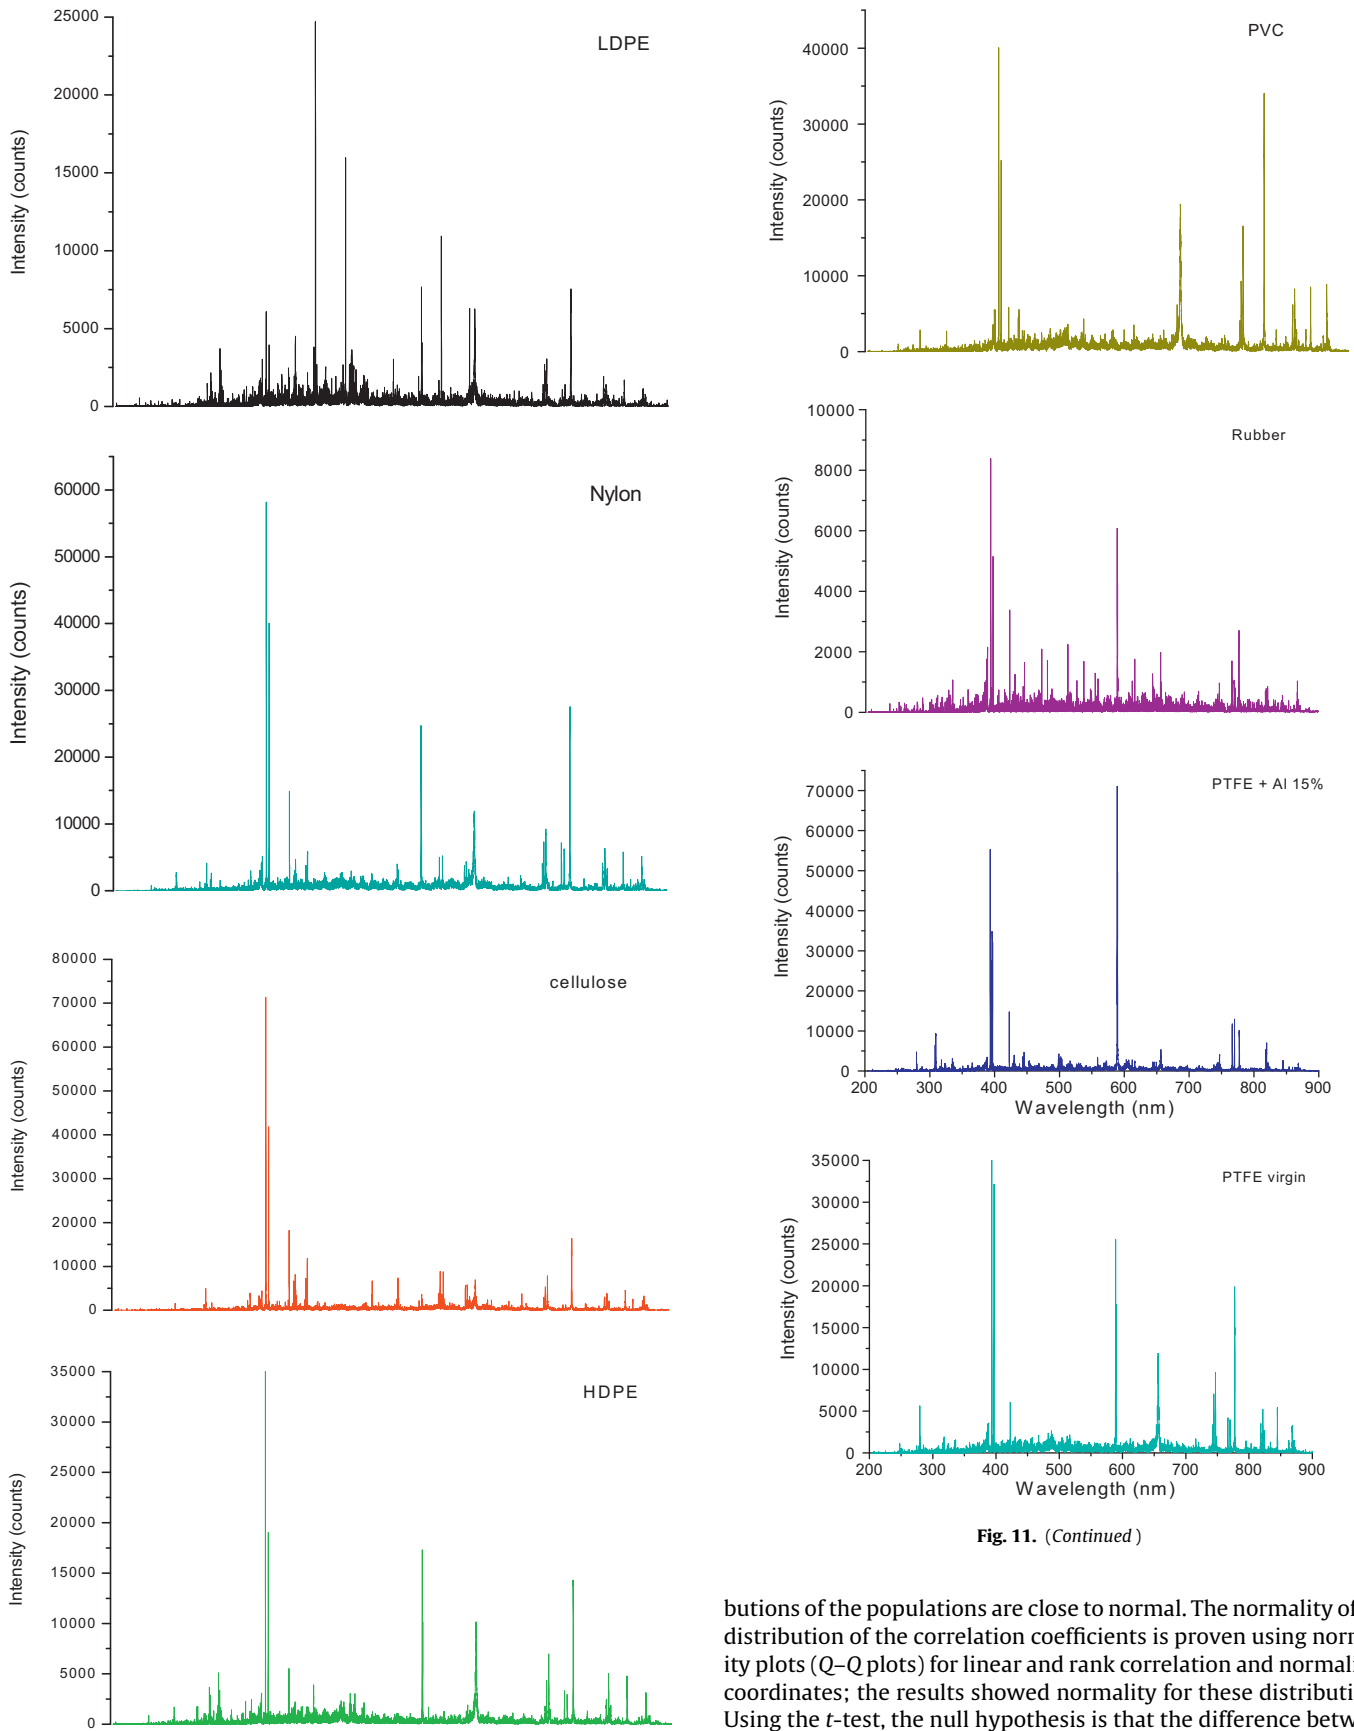 25000
20000
15000
10000
5000
0
Intensity (counts)
LDPE
60000
50000
40000
30000
20000
10000
0
Intensity (counts)
Nylon
80000
70000
60000
50000
40000
30000
20000
10000
0
Intensity (counts)
cellulose
35000
30000
25000
20000
15000
10000
5000
0
Intensity (counts)
HDPE
40000
30000
20000
10000
0
Intensity (counts)
PVC
10000
8000
6000
4000
2000
0
Intensity (counts)
Rubber
70000
60000
50000
40000
30000
20000
10000
0
Intensity (counts)
PTFE + Al 15%
200 300 400 500 600 700 800 900
Wavelength (nm)
35000
30000
25000
20000
15000
10000
5000
0
Intensity (counts)
PTFE virgin
200 300 400 500 600 700 800 900
Wavelength (nm)
Fig. 11. (Continued)
butions of the populations are close to normal. The normality of
distribution of the correlation coefficients is proven using norm
ity plots (Q–Q plots) for linear and rank correlation and normali
coordinates; the results showed normality for these distributi
Using the t-test, the null hypothesis is that the difference betw